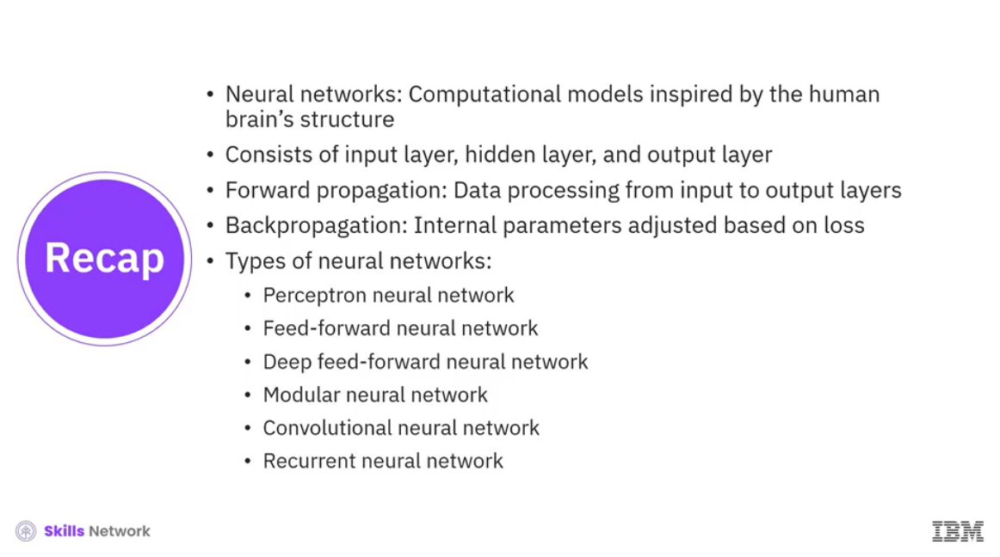 Recap
• Neural networks: Computational models inspired by the human
brain’s structure
• Consists of input layer, hidden layer, and output layer
• Forward propagation: Data processing from input to output layers
• Backpropagation: Internal parameters adjusted based on loss
• Types of neural networks:
• Perceptron neural network
• Feed-forward neural network
• Deep feed-forward neural network
• Modular neural network
• Convolutional neural network
• Recurrent neural network
Skills Network
IBM